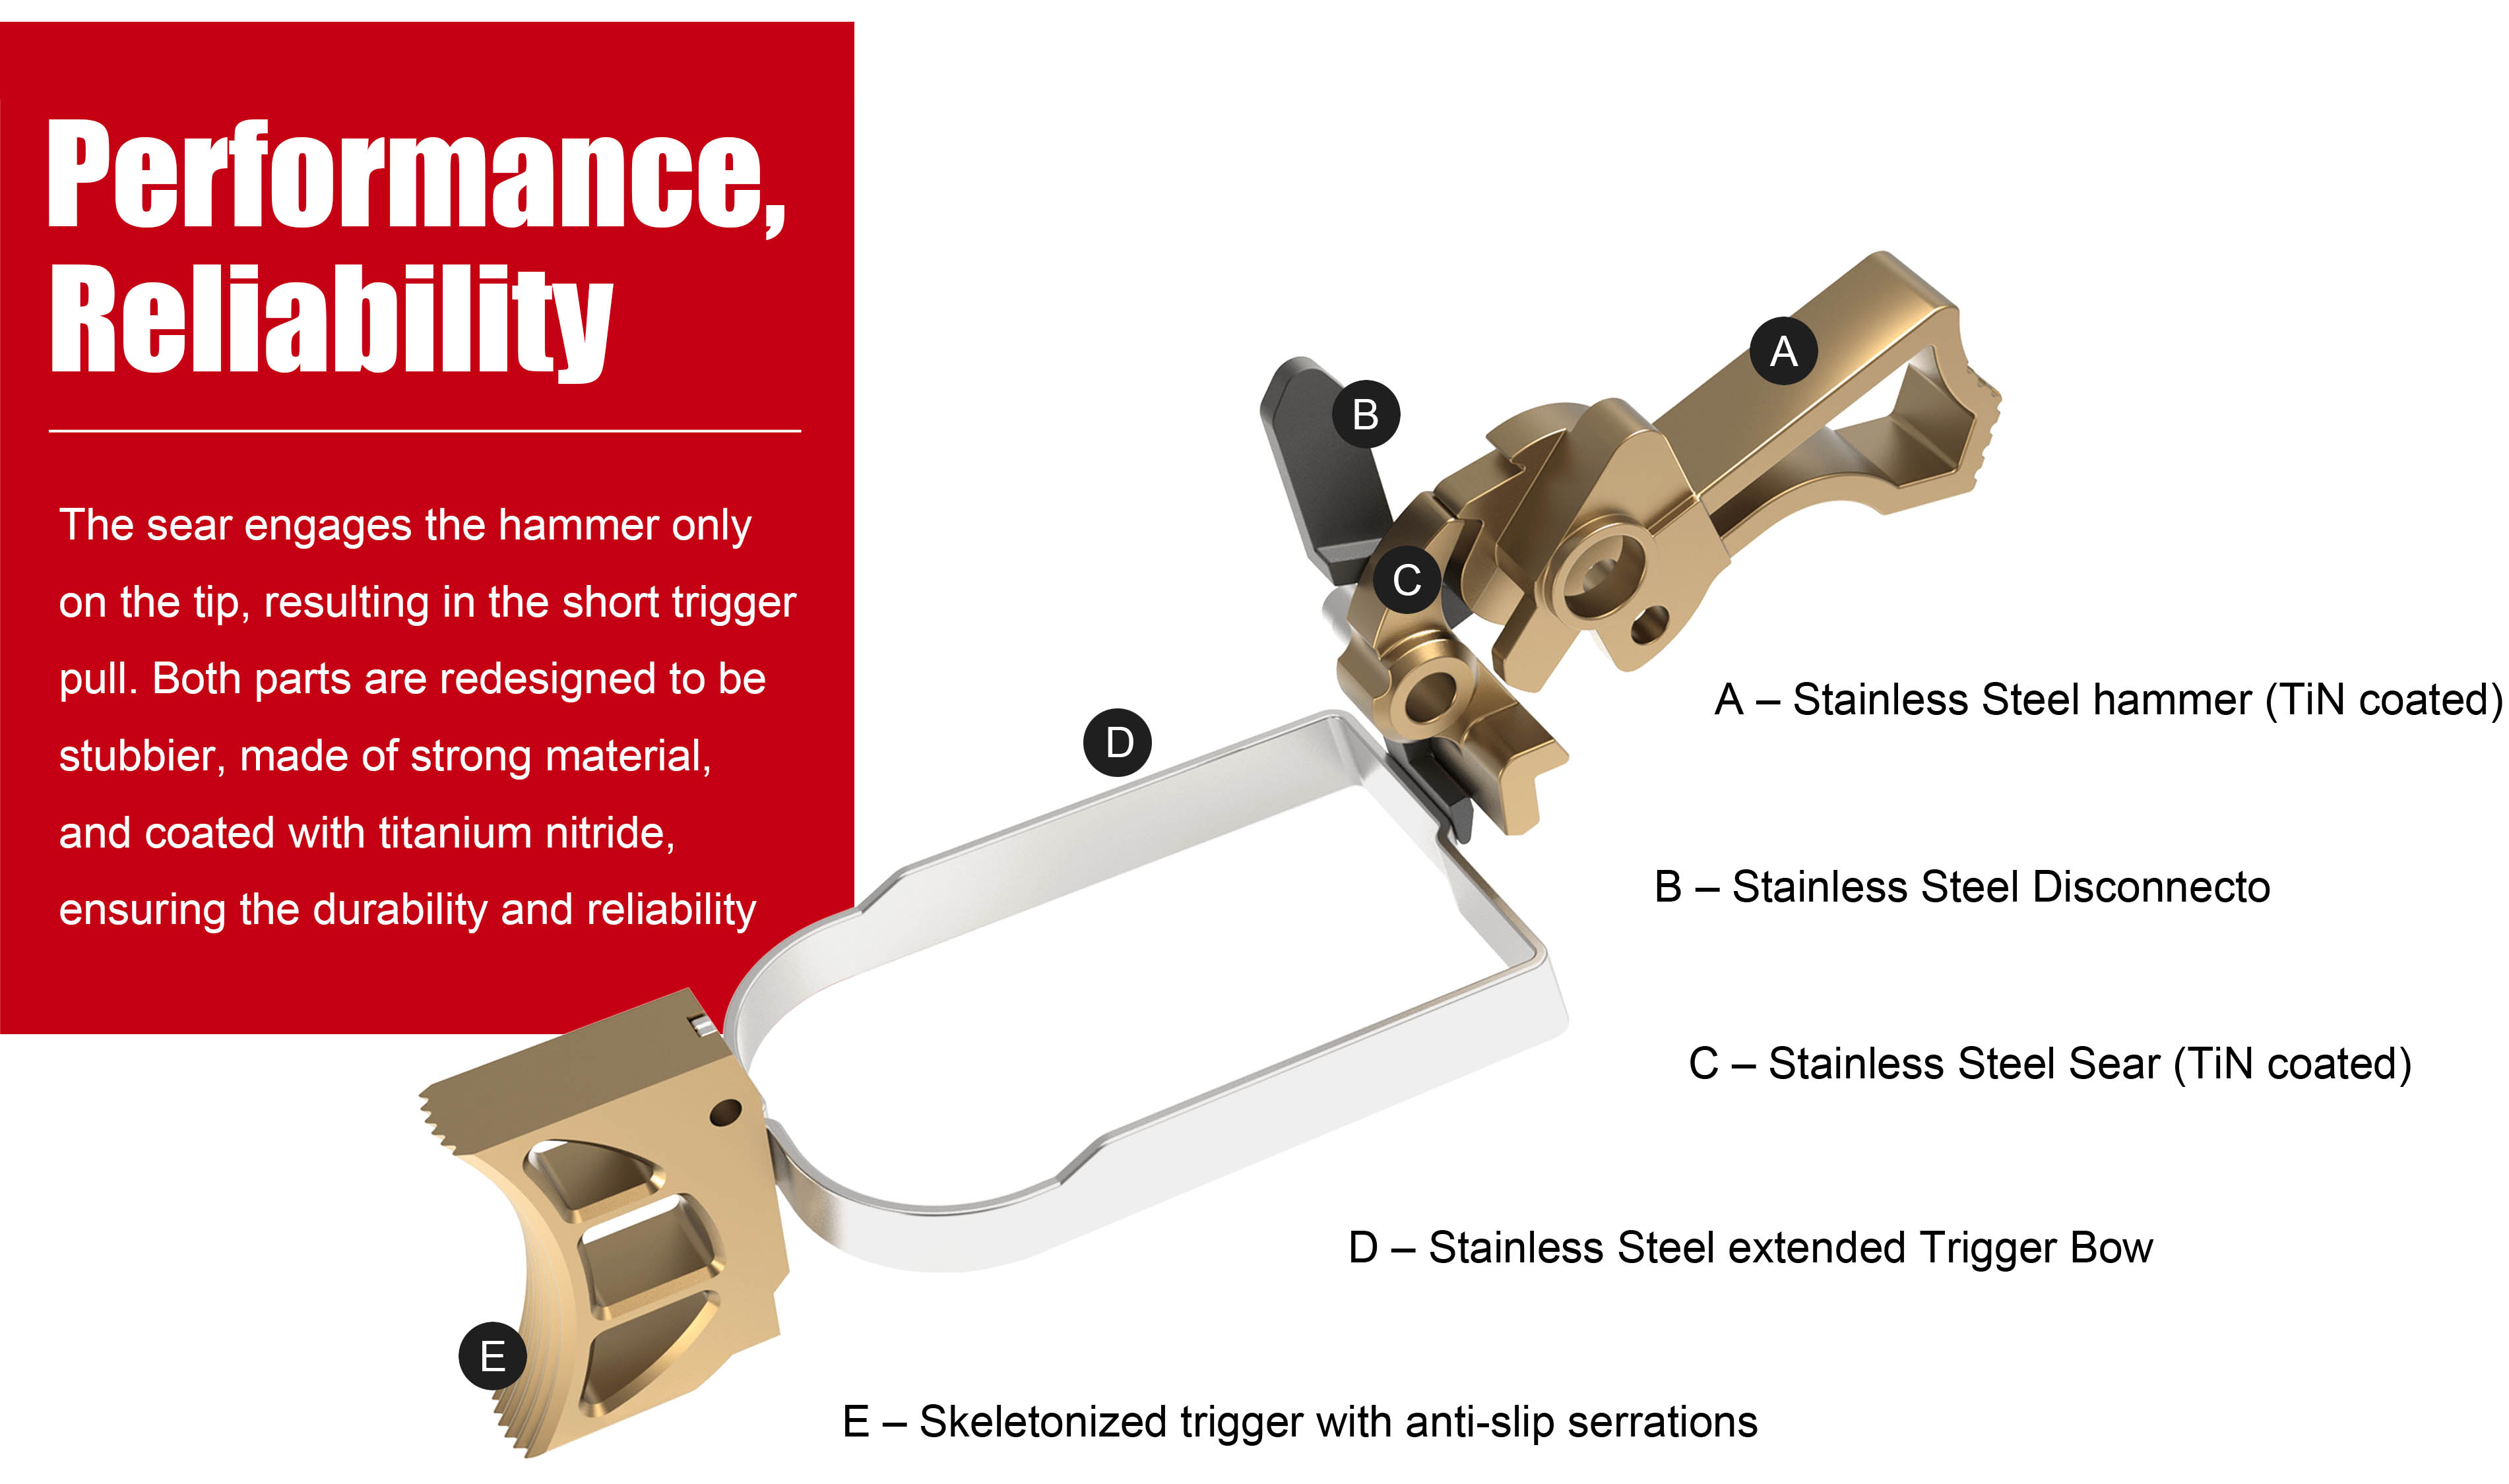 Performance,
Reliability
The sear engages the hammer only
on the tip, resulting in the short trigger
pull. Both parts are redesigned to be
stubbier, made of strong material,
and coated with titanium nitride,
ensuring the durability and reliability
A
B
C
D
E
A – Stainless Steel hammer (TiN coated)
B – Stainless Steel Disconnecto
C – Stainless Steel Sear (TiN coated)
D – Stainless Steel extended Trigger Bow
E – Skeletonized trigger with anti-slip serrations